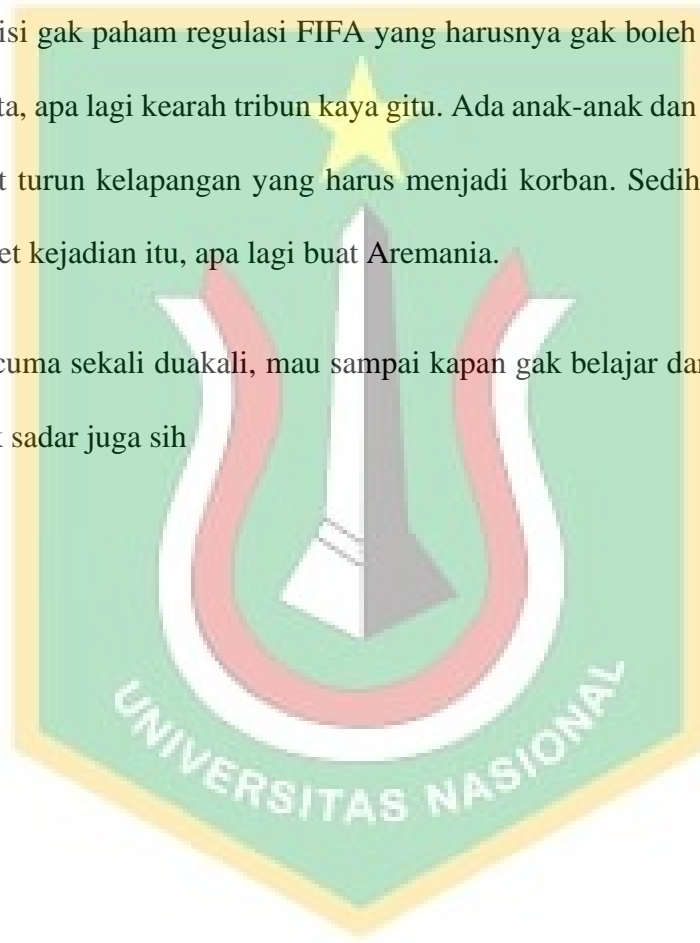 isi gak paham regulasi FIFA yang harusnya gak boleh
ta, apa lagi kearah tribun kaya gitu. Ada anak-anak dan
t turun kelapangan yang harus menjadi korban. Sedih
et kejadian itu, apa lagi buat Aremania.
cuma sekali duakali, mau sampai kapan gak belajar dar
k sadar juga sih
UNIVERSITAS NASIONAL